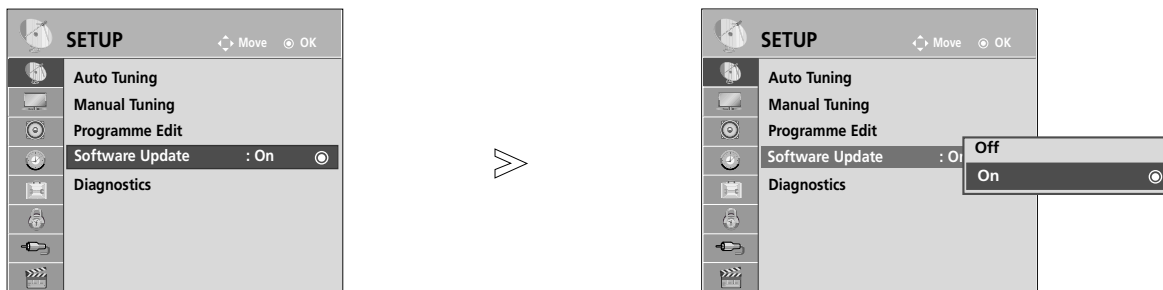 SETUP Move OK
Auto Tuning
Manual Tuning
Programme Edit
Software Update : On
Diagnostics
SETUP Move OK
Auto Tuning
Manual Tuning
Programme Edit
Software Update
Diagnostics
Off
On